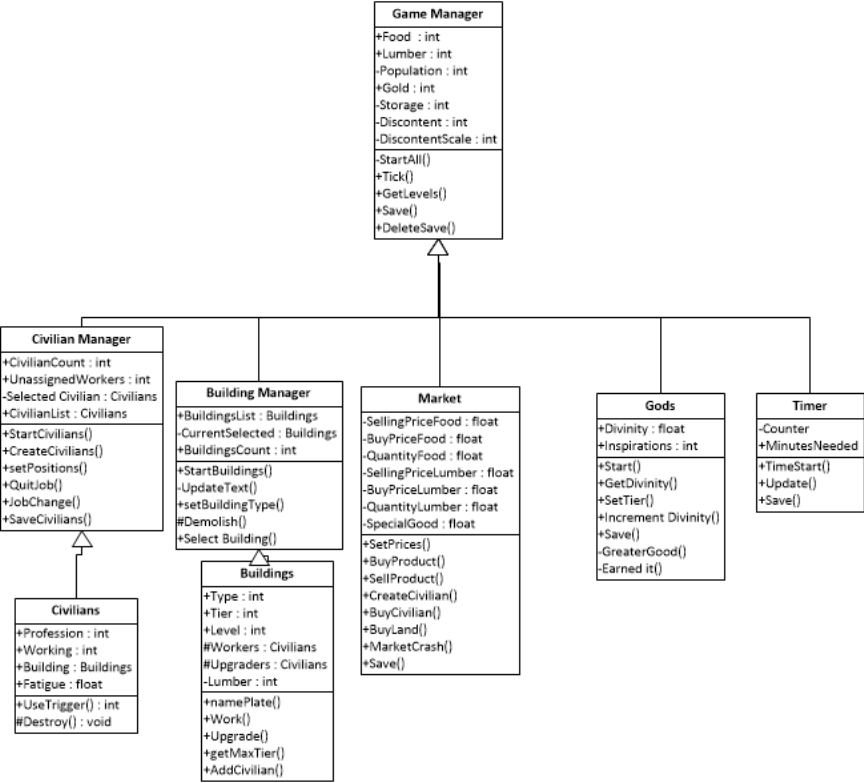 Game Manager
+Food : int
+Lumber : int
-Population : int
+Gold : int
-Storage : int
-Discontent : int
-DiscontentScale : int
-StartAll()
+Tick()
+GetLevels()
+Save()
+DeleteSave()
Civilian Manager
+CivilianCount : int
+UnassignedWorkers : int
-Selected Civilian : Civilians
+CivilianList : Civilians
+StartCivilians()
+CreateCivilians()
+setPositions()
+QuitJob()
+JobChange()
+SaveCivilians()
Building Manager
+BuildingsList : Buildings
-CurrentSelected : Buildings
+BuildingsCount : int
+StartBuildings()
-UpdateText()
+setBuildingType()
#Demolish()
+Select Building()
Market
-SellingPriceFood : float
-BuyPriceFood : float
-QuantityFood : float
-SellingPriceLumber : float
-BuyPriceLumber : float
-QuantityLumber : float
-SpecialGood : float
+SetPrices()
+BuyProduct()
+SellProduct()
+CreateCivilian()
+BuyCivilian()
+BuyLand()
+MarketCrash()
+Save()
Gods
+Divinity : float
+Inspirations : int
+Start()
+GetDivinity()
+SetTier()
+Increment Divinity()
+Save()
-GreaterGood()
-Earned it()
Timer
-Counter
+MinutesNeeded
+TimeStart()
+Update()
+Save()
Civilians
+Profession : int
+Working : int
+Building : Buildings
+Fatigue : float
+UseTrigger() : int
#Destroy() : void
Buildings
+Type : int
+Tier : int
+Level : int
#Workers : Civilians
#Upgraders : Civilians
-Lumber : int
+namePlate()
+Work()
+Upgrade()
+getMaxTier()
+AddCivilian()